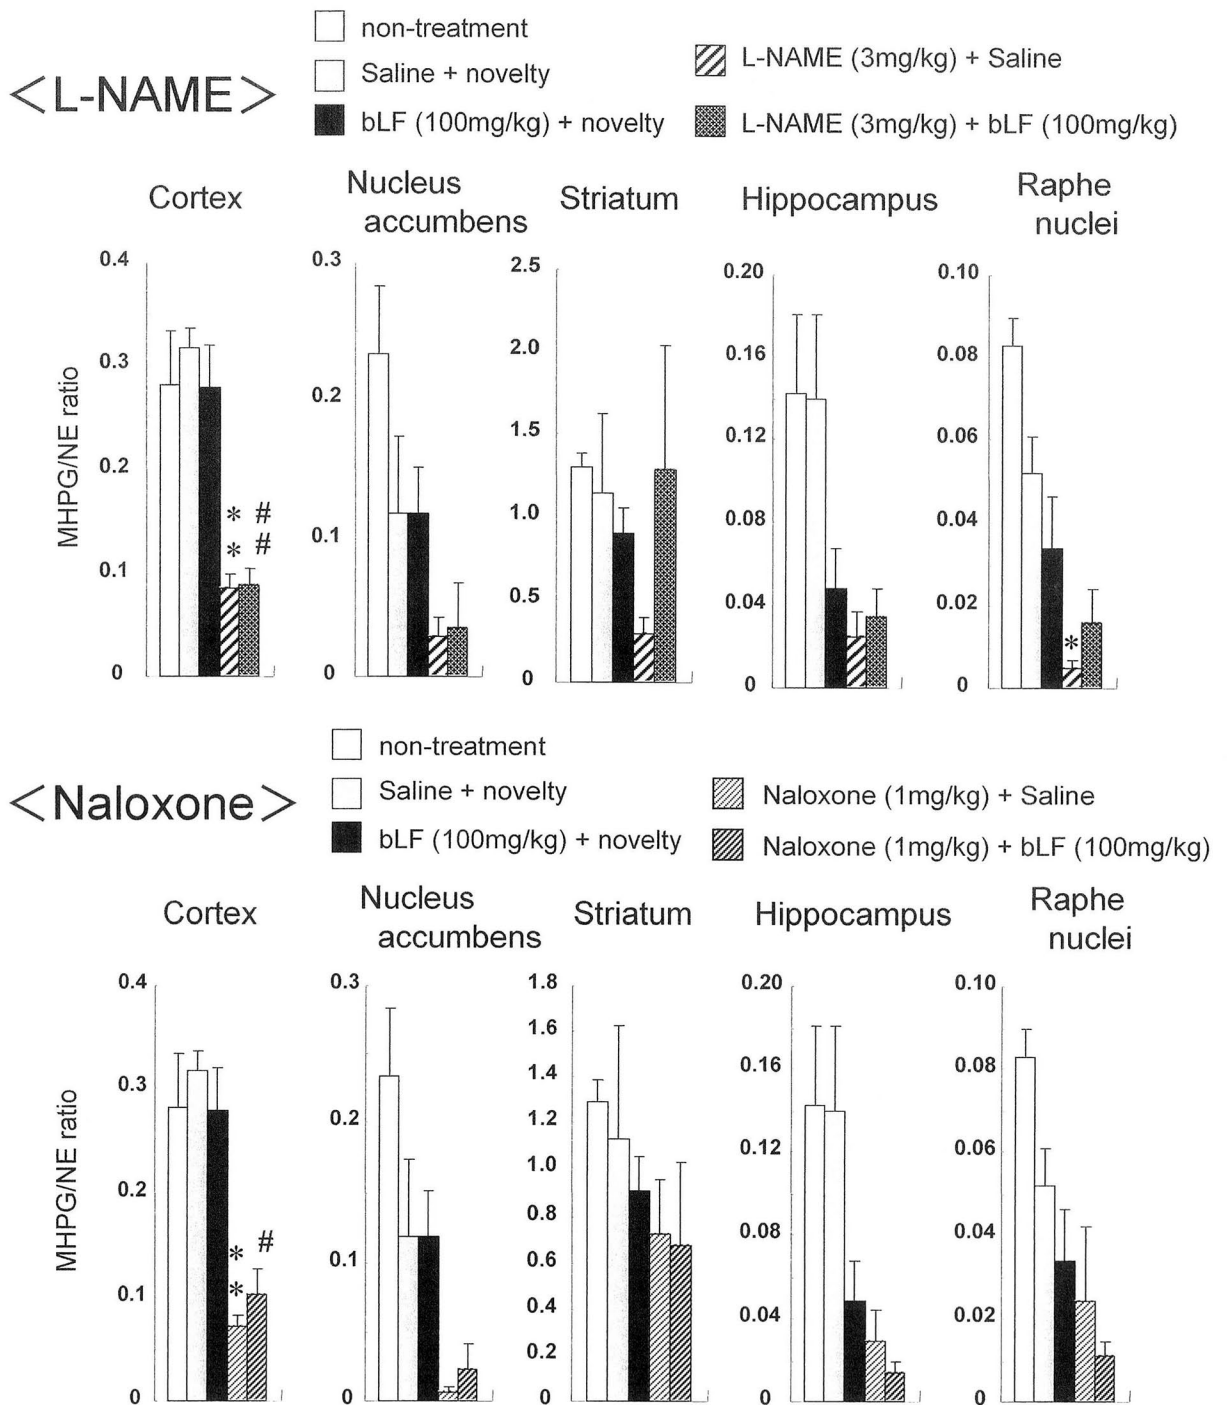 <L-NAME>
non-treatment
Saline + novelty
bLF (100mg/kg) + novelty
L-NAME (3mg/kg) + Saline
L-NAME (3mg/kg) + bLF (100mg/kg)
Cortex
Nucleus
accumbens
Striatum
Hippocampus
Raphe
nuclei
MHPG/NE ratio
0.4
0.3
0.2
0.1
0
* #
* #
0.3
0.2
0.1
0
2.5
2.0
1.5
1.0
0.5
0
0.20
0.16
0.12
0.08
0.04
0
0.10
0.08
0.06
0.04
0.02
0
*
<Naloxone>
non-treatment
Saline + novelty
bLF (100mg/kg) + novelty
Naloxone (1mg/kg) + Saline
Naloxone (1mg/kg) + bLF (100mg/kg)
Cortex
Nucleus
accumbens
Striatum
Hippocampus
Raphe
nuclei
MHPG/NE ratio
0.4
0.3
0.2
0.1
0
* #
*
0.3
0.2
0.1
0
1.8
1.6
1.4
1.2
1.0
0.8
0.6
0.4
0.2
0
0.20
0.16
0.12
0.08
0.04
0
0.10
0.08
0.06
0.04
0.02
0